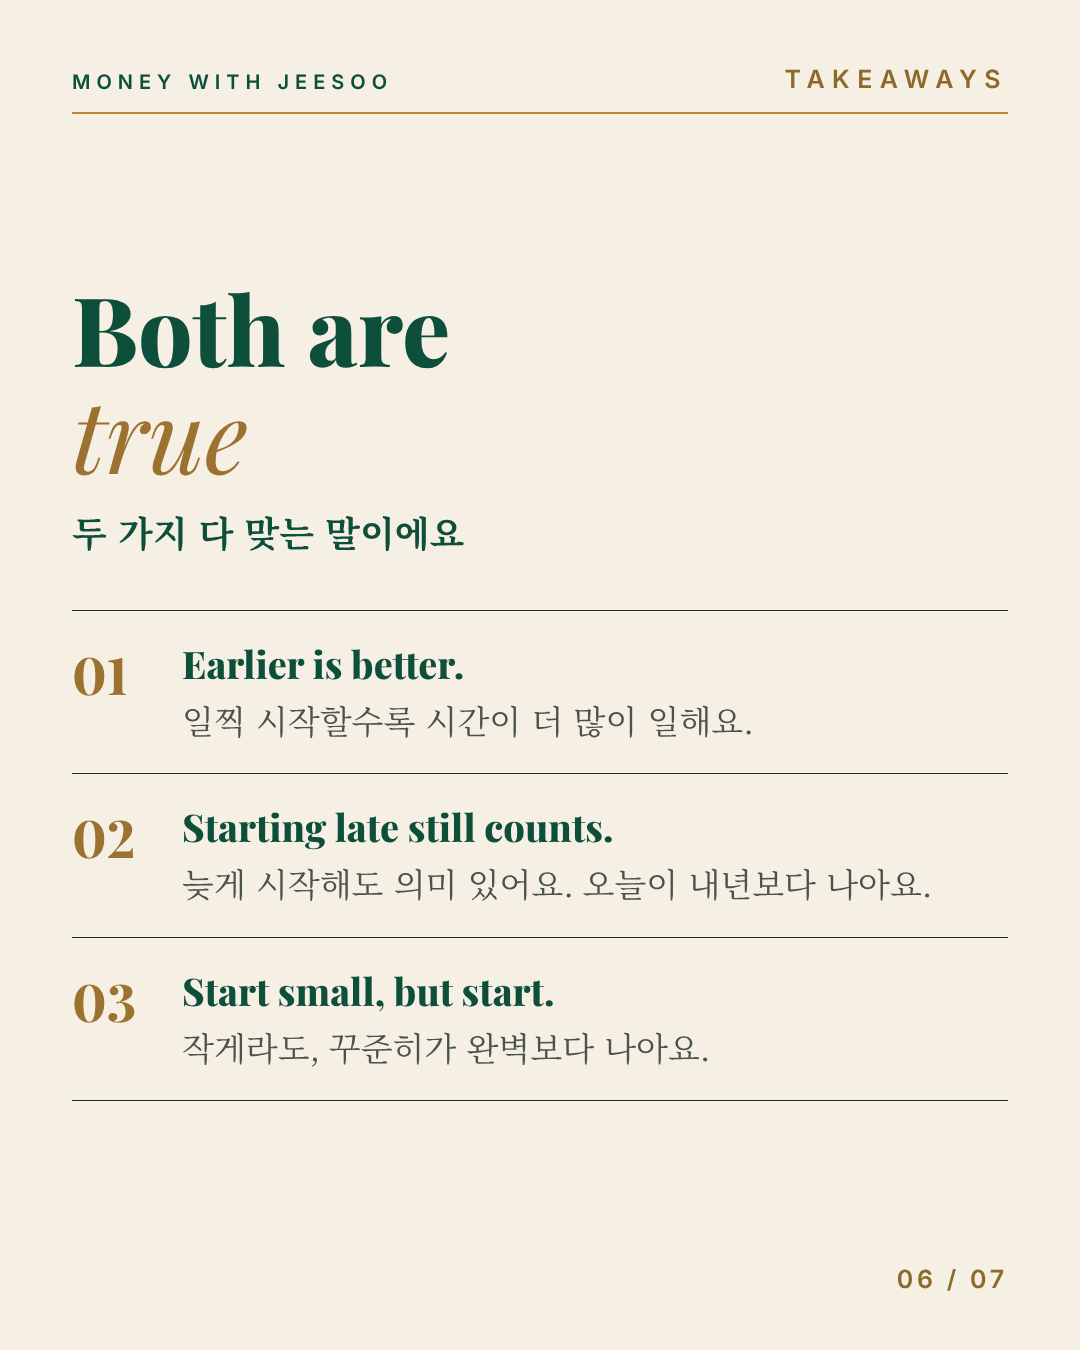 MONEY WITH JEESOO
TAKEAWAYS
Both are
true
두 가지 다 맞는 말이에요
01
Earlier is better.
일찍 시작할수록 시간이 더 많이 일해요.
02
Starting late still counts.
늦게 시작해도 의미 있어요. 오늘이 내년보다 나아요.
03
Start small, but start.
작게라도, 꾸준히가 완벽보다 나아요.
06 / 07